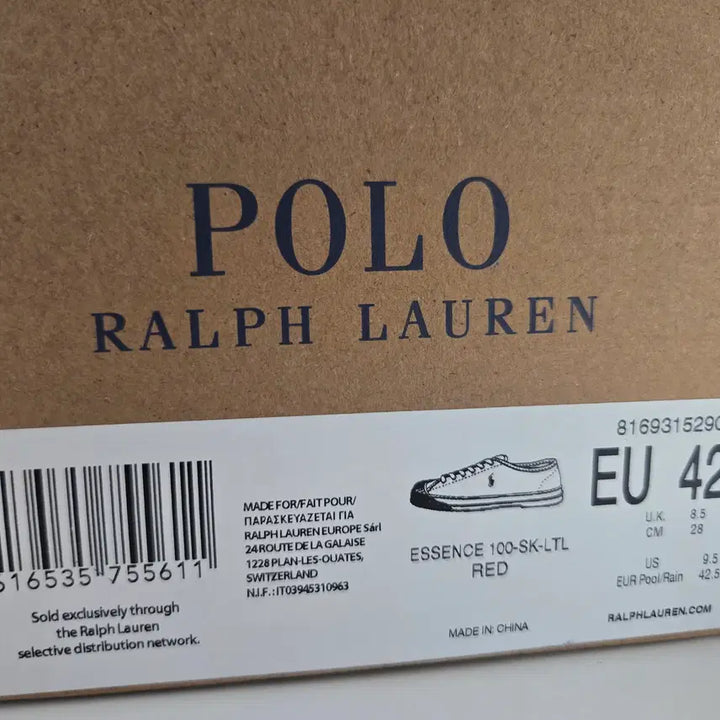 POLO
RALPH LAUREN
8169315290
EU 42
U.K. 8.5
CM 28
US 9.5
EUR Pool/Rain 42.5
RALPHLAUREN.COM
ESSENCE 100-SK-LTL
RED
MADE IN: CHINA
MADE FOR/FAIT POUR/
ΠΑΡΑΣΚΕΥΑΖΕΤΑΙ ΓΙΑ
RALPH LAUREN EUROPE Sárl
24 ROUTE DE LA GALAISE
1228 PLAN-LES-OUATES,
SWITZERLAND
N.I.F.: IT03945310963
616535 755611
Sold exclusively through
the Ralph Lauren
selective distribution network.